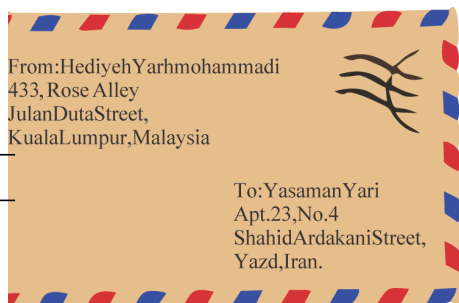 From:HediyehYarhmohammadi
433, Rose Alley
JulanDutaStreet,
KualaLumpur,Malaysia
To:YasamanYari
Apt.23,No.4
ShahidArdakaniStreet,
Yazd,Iran.